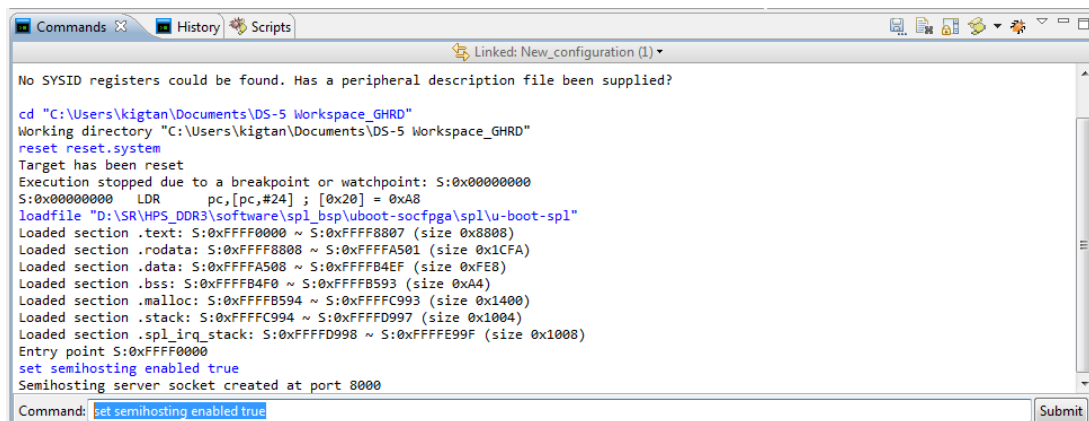 Commands History Scripts
Linked: New_configuration (1)
No SYSID registers could be found. Has a peripheral description file been supplied?
cd "C:\Users\kigtan\Documents\DS-5 Workspace_GHRD"
Working directory "C:\Users\kigtan\Documents\DS-5 Workspace_GHRD"
reset reset.system
Target has been reset
Execution stopped due to a breakpoint or watchpoint: S:0x00000000
S:0x00000000 LDR pc,[pc,#24] ; [0x20] = 0xA8
loadfile "D:\SR\HPS_DDR3\software\spl_bsp\uboot-socfpga\spl\u-boot-spl"
Loaded section .text: S:0xFFFF0000 ~ S:0xFFFF8807 (size 0x8808)
Loaded section .rodata: S:0xFFFF8808 ~ S:0xFFFFA501 (size 0x1CFA)
Loaded section .data: S:0xFFFFA508 ~ S:0xFFFFB4EF (size 0xFE8)
Loaded section .bss: S:0xFFFFB4F0 ~ S:0xFFFFB593 (size 0xA4)
Loaded section .malloc: S:0xFFFFB594 ~ S:0xFFFFC993 (size 0x1400)
Loaded section .stack: S:0xFFFFC994 ~ S:0xFFFFD997 (size 0x1004)
Loaded section .spl_irq_stack: S:0xFFFFD998 ~ S:0xFFFFE99F (size 0x1008)
Entry point S:0xFFFF0000
set semihosting enabled true
Semihosting server socket created at port 8000
Command: set semihosting enabled true Submit